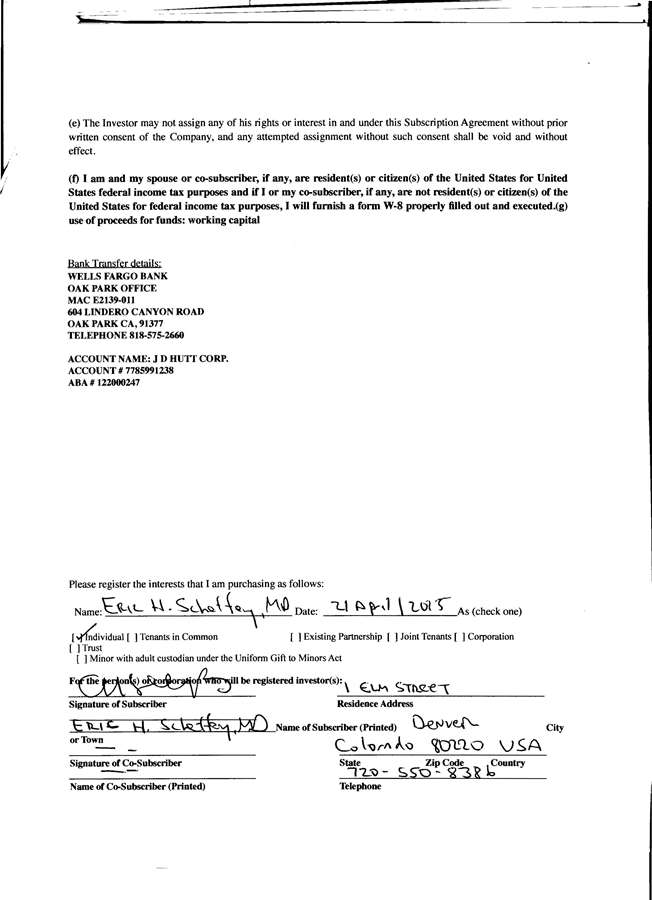 (e) The Investor may not assign any of his rights or interest in and under this Subscription Agreement without prior
written consent of the Company, and any attempted assignment without such consent shall be void and without
effect.
(f) I am and my spouse or co-subscriber, if any, are resident(s) or citizen(s) of the United States for United
States federal income tax purposes and if I or my co-subscriber, if any, are not resident(s) or citizen(s) of the
United States for federal income tax purposes, I will furnish a form W-8 properly filled out and executed.(g)
use of proceeds for funds: working capital
Bank Transfer details:
WELLS FARGO BANK
OAK PARK OFFICE
MAC E2139-011
604 LINDERO CANYON ROAD
OAK PARK CA, 91377
TELEPHONE 818-575-2660
ACCOUNT NAME: J D HUTT CORP.
ACCOUNT # 7785991238
ABA # 122000247
Please register the interests that I am purchasing as follows:
Name: ERIC H. MD Date: 21 April 2015 As (check one)
[✓] Individual [ ] Tenants in Common [ ] Existing Partnership [ ] Joint Tenants [ ] Corporation
[ ] Trust
[ ] Minor with adult custodian under the Uniform Gift to Minors Act
For the person(s) or corporation who will be registered investor(s): 1 ELM STREET
Signature of Subscriber Residence Address
ERIC H. MD Name of Subscriber (Printed) Denver City
or Town
Colorado 80220 USA
Signature of Co-Subscriber State Zip Code Country
720-550-8386
Name of Co-Subscriber (Printed) Telephone